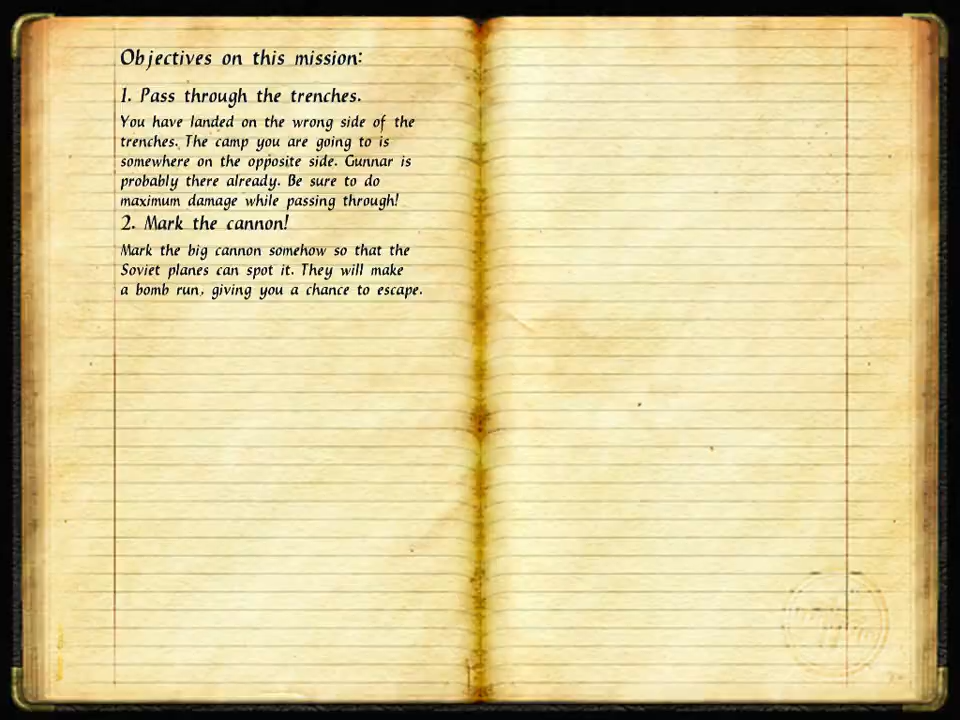 Objectives on this mission:
1. Pass through the trenches.
You have landed on the wrong side of the
trenches. The camp you are going to is
somewhere on the opposite side. Gunnar is
probably there already. Be sure to do
maximum damage while passing through!
2. Mark the cannon!
Mark the big cannon somehow so that the
Soviet planes can spot it. They will make
a bomb run, giving you a chance to escape.